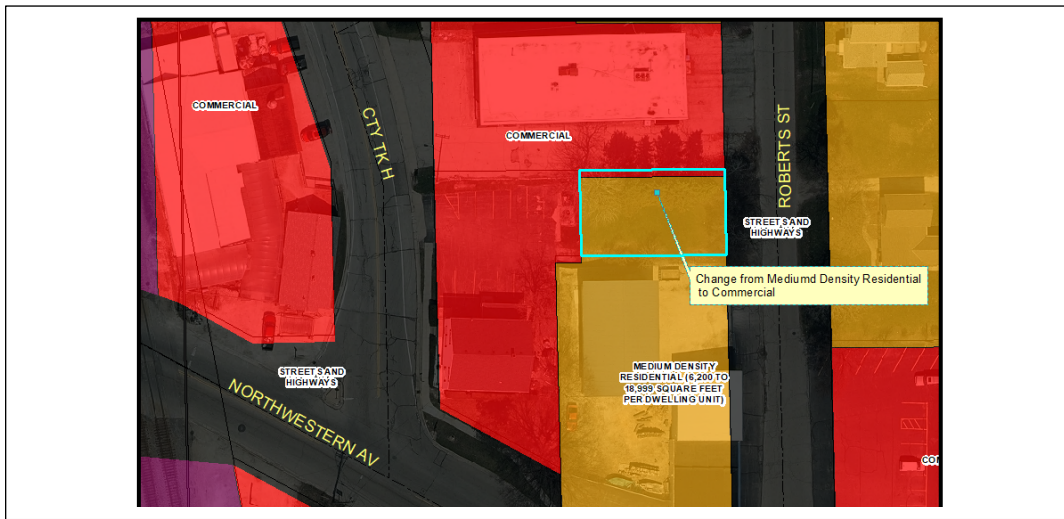 COMMERCIAL
CTY TK H
COMMERCIAL
ROBERTS ST
STREETS AND
HIGHWAYS
Change from Mediumd Density Residential
to Commercial
STREETS AND
HIGHWAYS
MEDIUM DENSITY
RESIDENTIAL (6,200 TO
18,999 SQUARE FEET
PER DWELLING UNIT)
NORTHWESTERN AV
CO